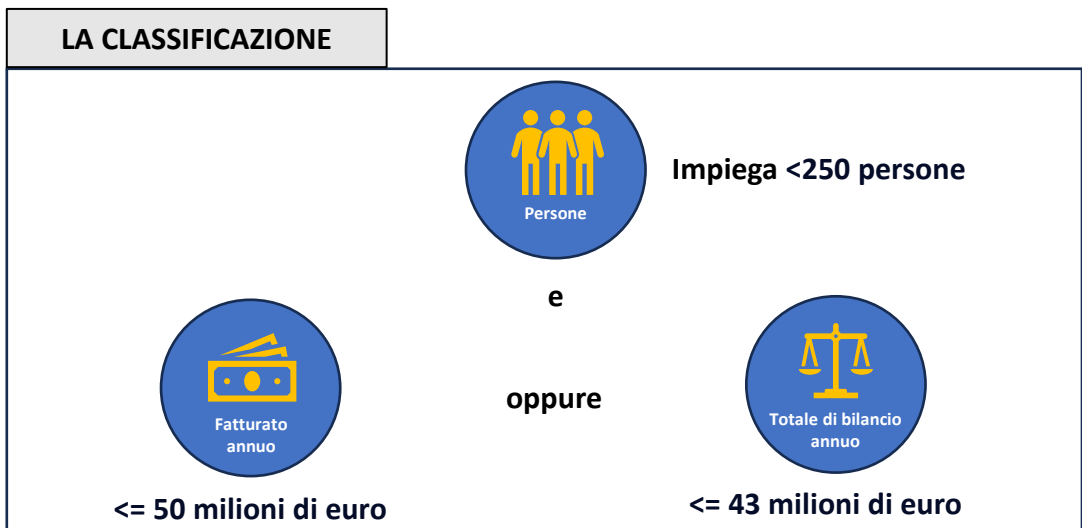 LA CLASSIFICAZIONE
Persone
Impiega <250 persone
e
Fatturato
annuo
oppure
Totale di bilancio
annuo
<= 50 milioni di euro
<= 43 milioni di euro